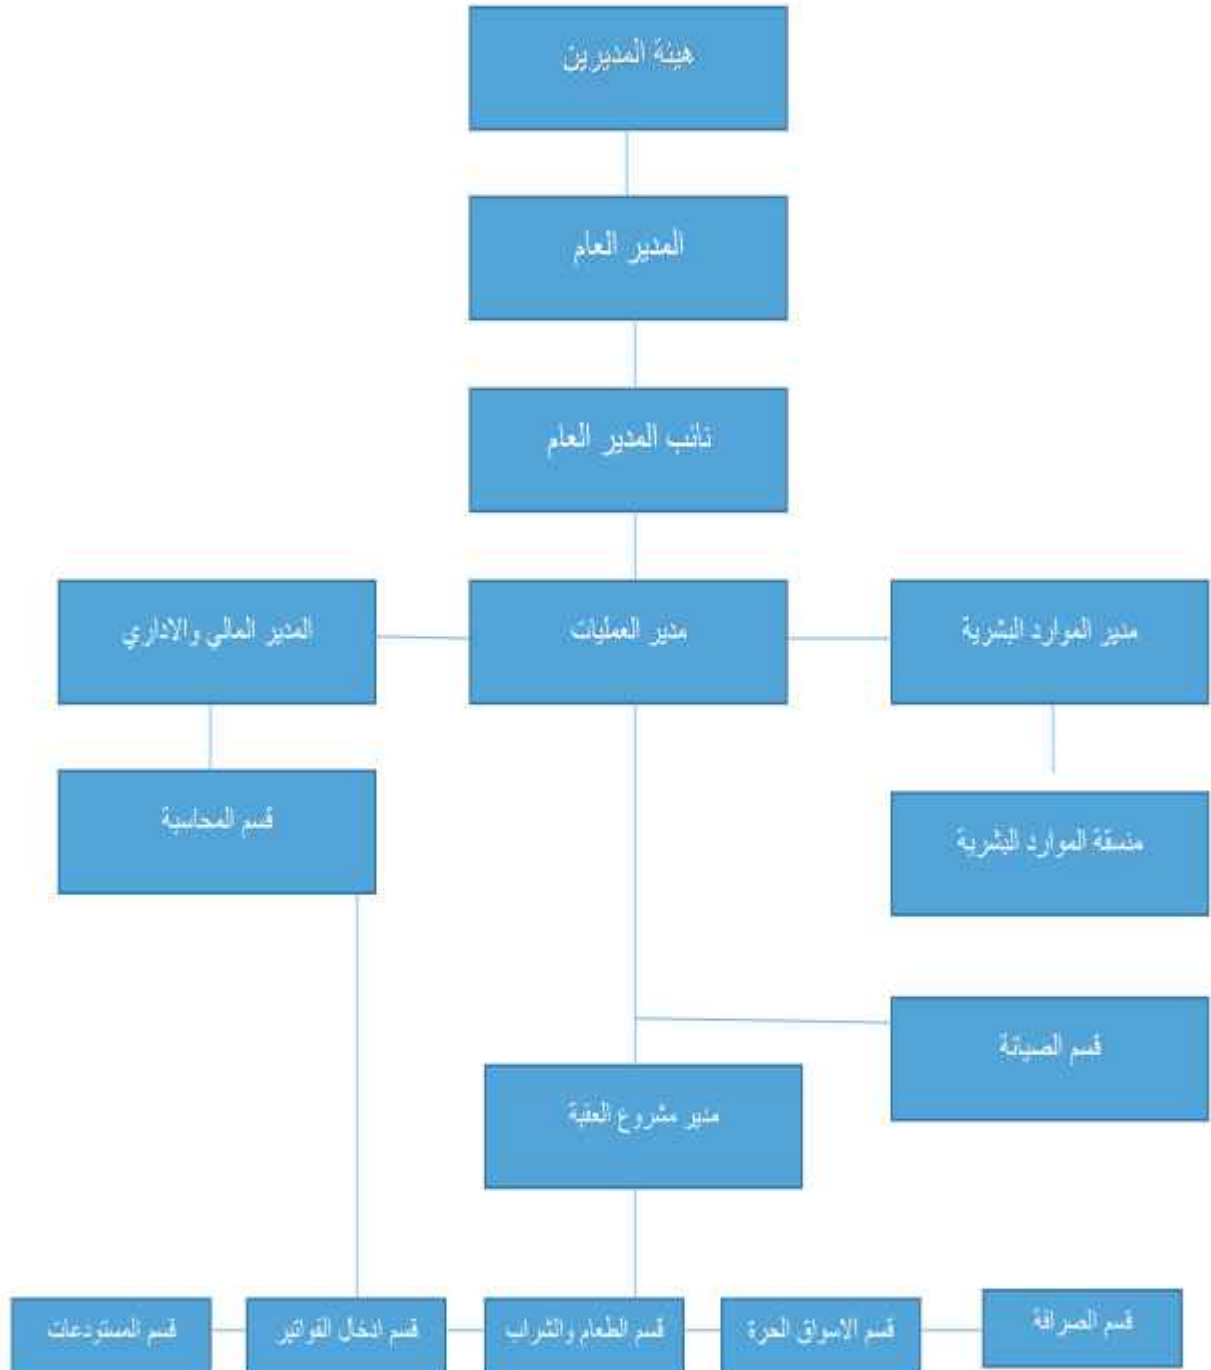 هيئة المديرين
المدير العام
نائب المدير العام
مدير الموارد البشرية
مدير العمليات
المدير المالي والاداري
قسم المحاسبة
منسقة الموارد البشرية
قسم الصيانة
مدير مشروع العقبة
قسم الصرافة
قسم الاسواق الحرة
قسم الطعام والشراب
قسم ادخال الفواتير
قسم المستودعات